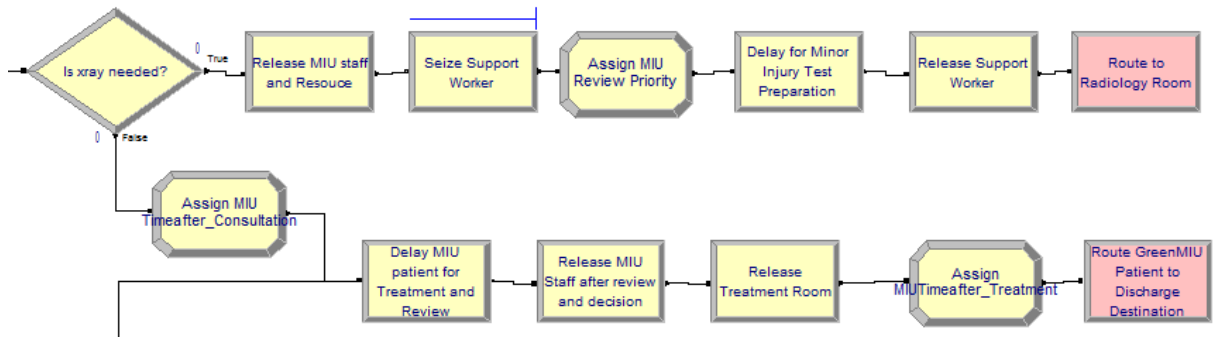 0
True
Is xray needed?
Release MIU staff
and Resouce
Seize Support
Worker
Assign MIU
Review Priority
Delay for Minor
Injury Test
Preparation
Release Support
Worker
Route to
Radiology Room
0
False
Assign MIU
Timeafter_Consultation
Delay MIU
patient for
Treatment and
Review
Release MIU
Staff after review
and decision
Release
Treatment Room
Assign
MIUTimeafter_Treatment
Route GreenMIU
Patient to
Discharge
Destination